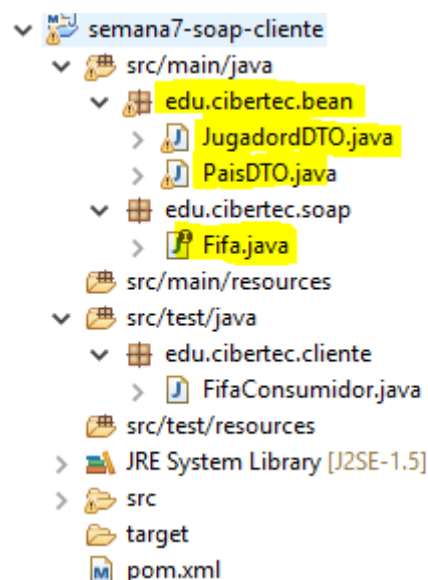 semana7-soap-cliente
src/main/java
edu.cibertec.bean
JugadordDTO.java
PaisDTO.java
edu.cibertec.soap
Fifa.java
src/main/resources
src/test/java
edu.cibertec.cliente
FifaConsumidor.java
src/test/resources
JRE System Library [J2SE-1.5]
src
target
pom.xml